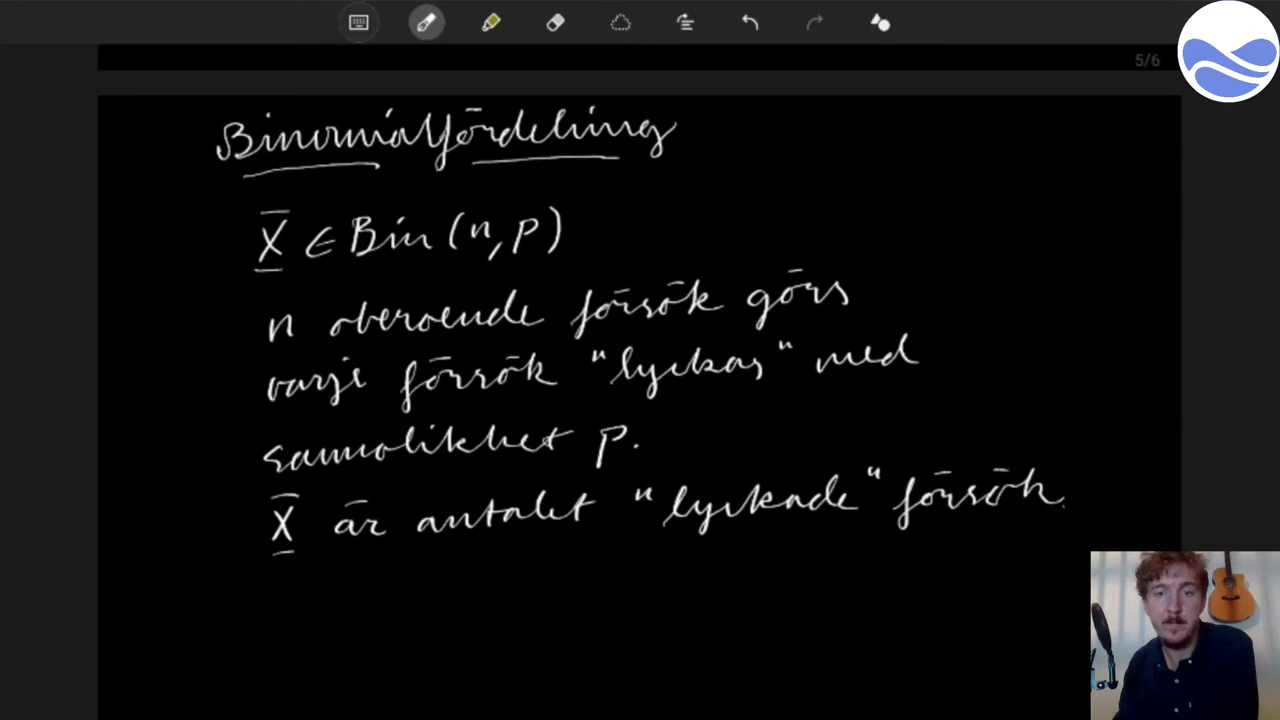 5/6
Binomialfördelning
X ∈ Bin (n, p)
n oberoende försök görs
varje försök "lyckas" med
sannolikhet p.
X är antalet "lyckade" försök.